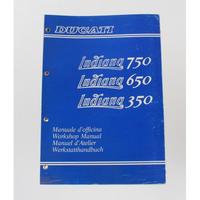 DUCATI
Indiana 750
Indiana 650
Indiana 350
Manuale d'officina
Workshop Manual
Manuel d'Atelier
Werkstatthandbuch